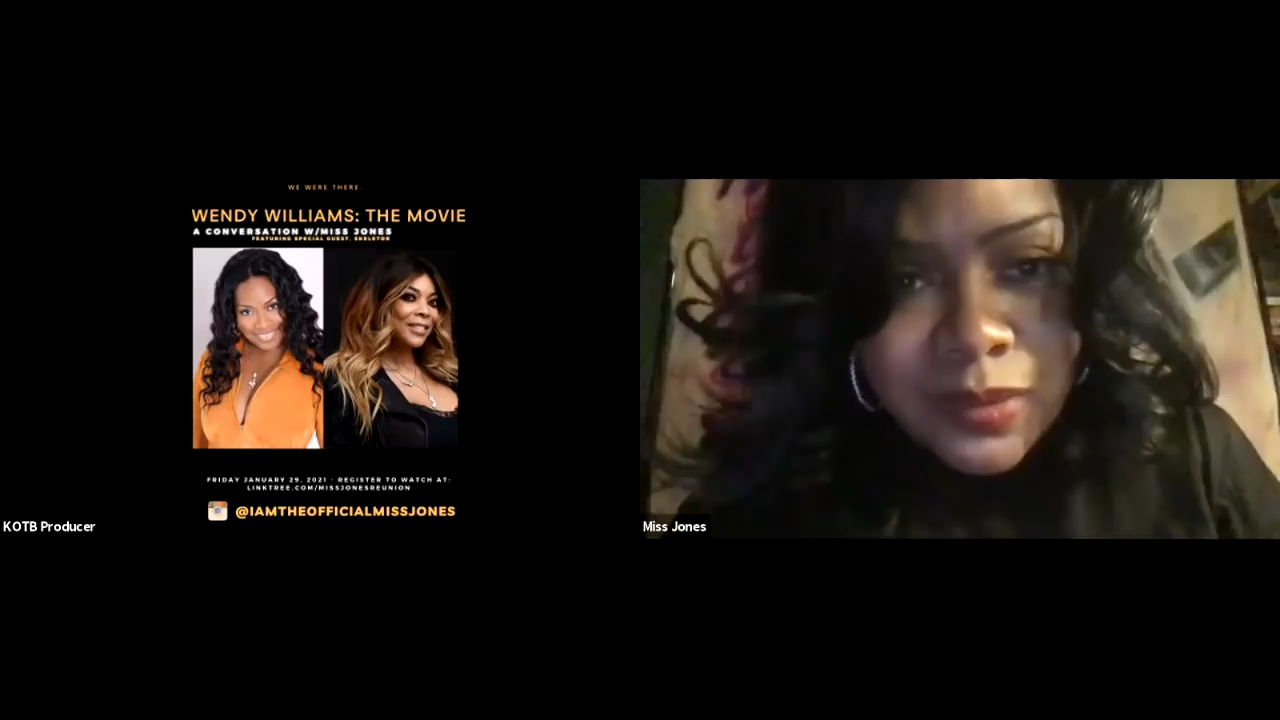 WE WERE THERE.
WENDY WILLIAMS: THE MOVIE
A CONVERSATION W/MISS JONES
FEATURING SPECIAL GUEST, SKELETOR
FRIDAY JANUARY 29, 2021 - REGISTER TO WATCH AT:
LINKTREE.COM/MISSJONESREUNION
@IAMTHEOFFICIALMISSJONES
KOTB Producer
Miss Jones